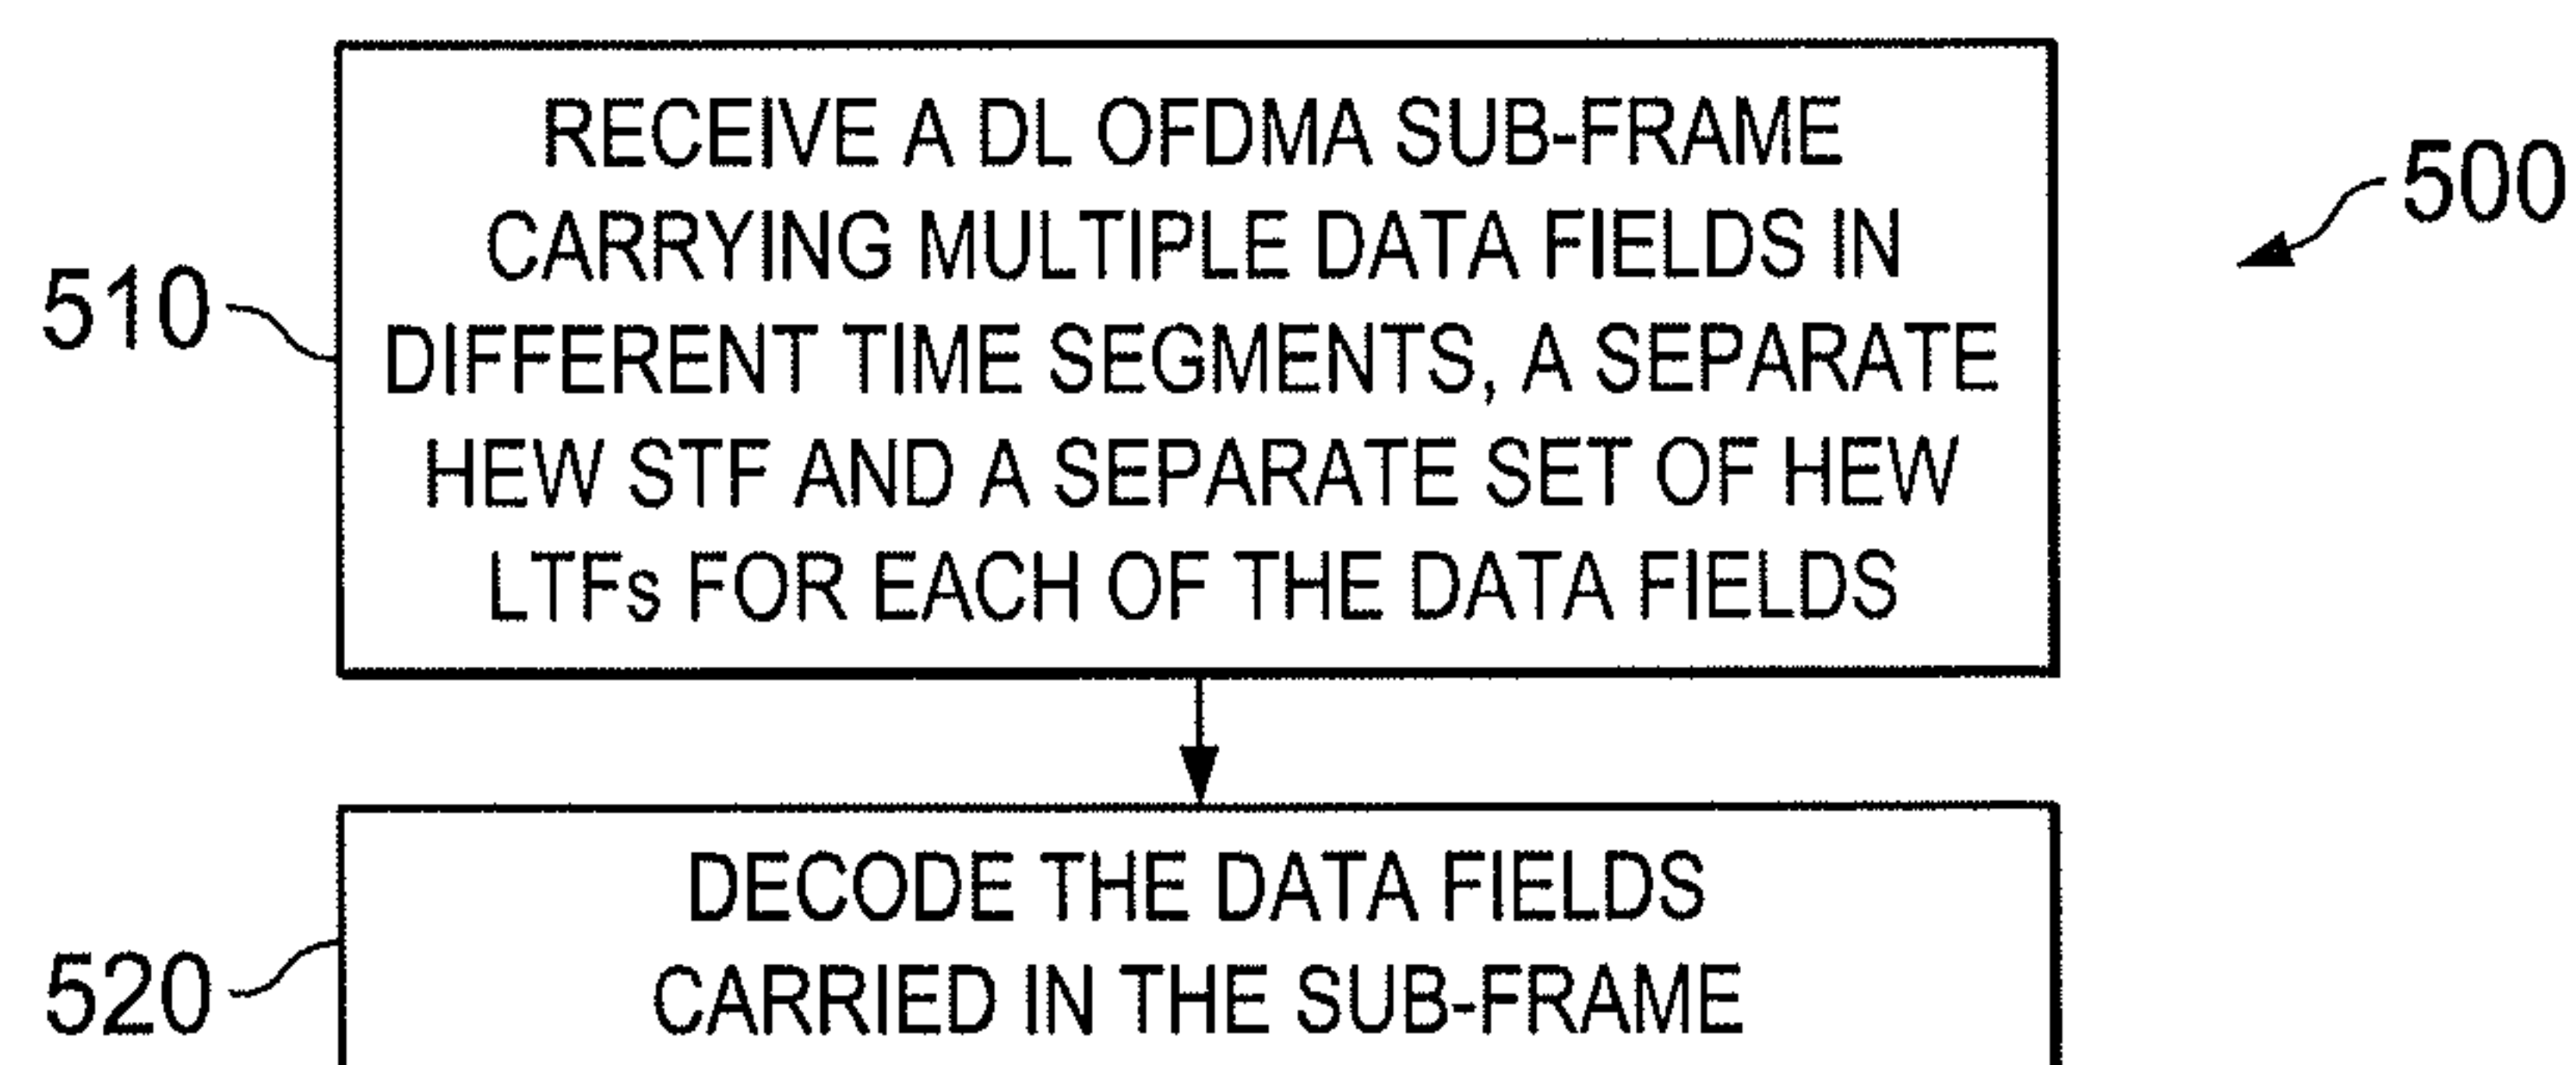 RECEIVE A DL OFDMA SUB-FRAME
CARRYING MULTIPLE DATA FIELDS IN
DIFFERENT TIME SEGMENTS, A SEPARATE
HEW STF AND A SEPARATE SET OF HEW
LTFs FOR EACH OF THE DATA FIELDS
510
500
DECODE THE DATA FIELDS
CARRIED IN THE SUB-FRAME
520